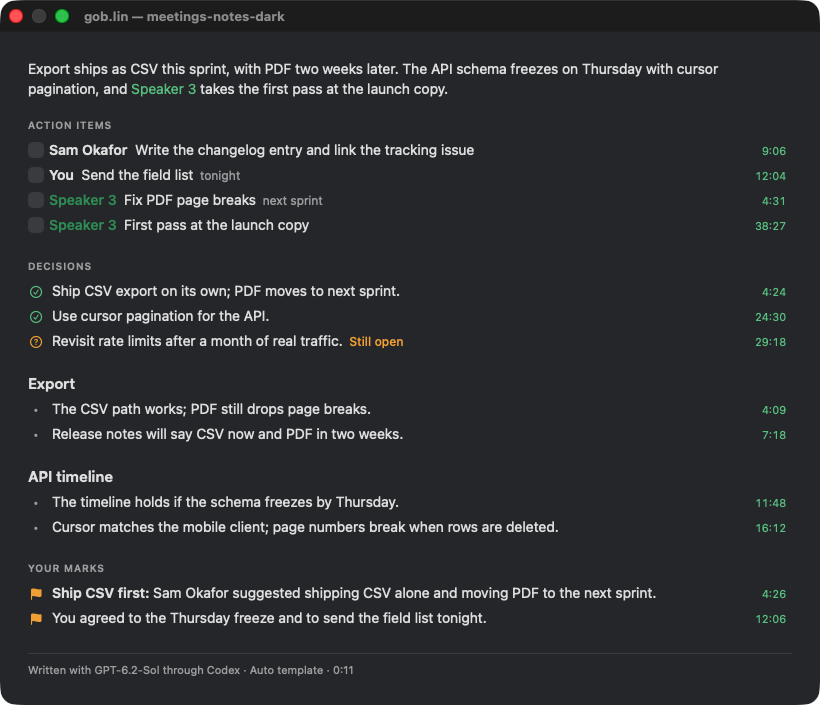 gob.lin — meetings-notes-dark
Export ships as CSV this sprint, with PDF two weeks later. The API schema freezes on Thursday with cursor
pagination, and Speaker 3 takes the first pass at the launch copy.
ACTION ITEMS
Sam Okafor Write the changelog entry and link the tracking issue 9:06
You Send the field list tonight 12:04
Speaker 3 Fix PDF page breaks next sprint 4:31
Speaker 3 First pass at the launch copy 38:27
DECISIONS
Ship CSV export on its own; PDF moves to next sprint. 4:24
Use cursor pagination for the API. 24:30
Revisit rate limits after a month of real traffic. Still open 29:18
Export
• The CSV path works; PDF still drops page breaks. 4:09
• Release notes will say CSV now and PDF in two weeks. 7:18
API timeline
• The timeline holds if the schema freezes by Thursday. 11:48
• Cursor matches the mobile client; page numbers break when rows are deleted. 16:12
YOUR MARKS
Ship CSV first: Sam Okafor suggested shipping CSV alone and moving PDF to the next sprint. 4:26
You agreed to the Thursday freeze and to send the field list tonight. 12:06
Written with GPT-6.2-Sol through Codex · Auto template · 0:11